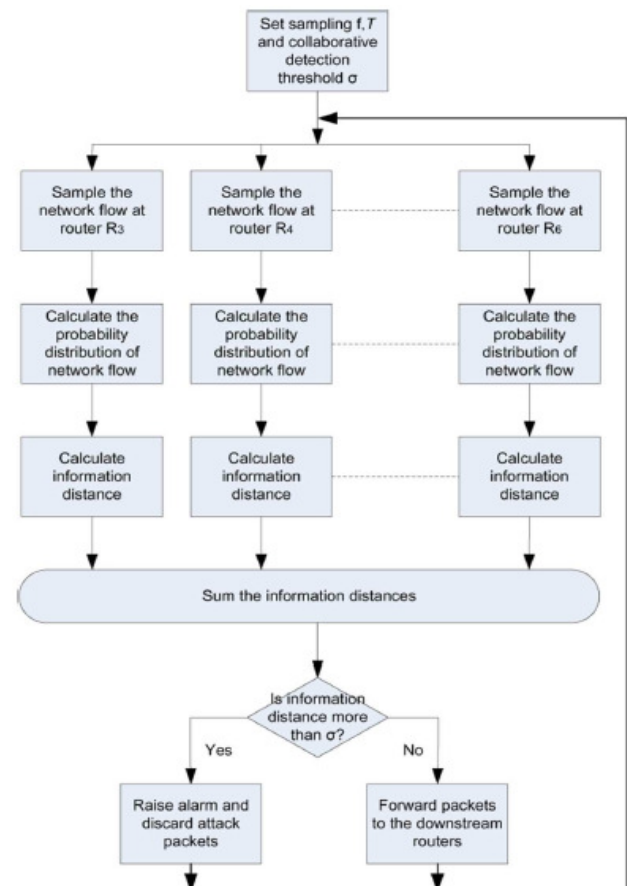 Set sampling f,T
and collaborative
detection
threshold σ
Sample the
network flow at
router R3
Sample the
network flow at
router R4
Sample the
network flow at
router R6
Calculate the
probability
distribution of
network flow
Calculate the
probability
distribution of
network flow
Calculate the
probability
distribution of
network flow
Calculate
information
distance
Calculate
information
distance
Calculate
information
distance
Sum the information distances
Is information
distance more
than σ?
Yes
No
Raise alarm and
discard attack
packets
Forward packets
to the downstream
routers